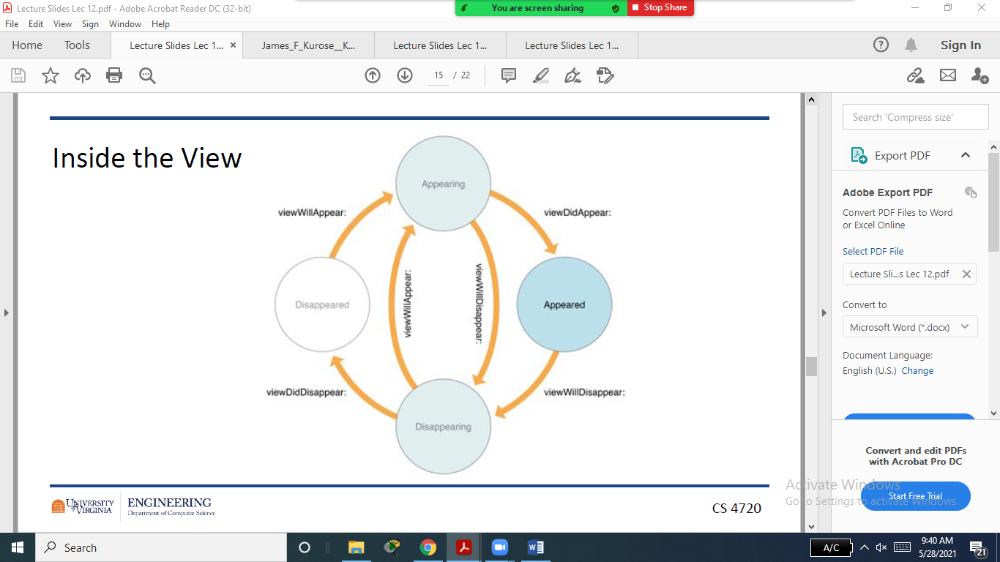 Lecture Slides Lec 12.pdf - Adobe Acrobat Reader DC (32-bit)
You are screen sharing
Stop Share
File Edit View Sign Window Help
Home Tools Lecture Slides Lec 1... × James_F_Kurose__K... Lecture Slides Lec 1... Lecture Slides Lec 1... Sign In
15 / 22
Inside the View
Appearing
viewWillAppear:
viewDidAppear:
viewWillAppear:
viewWillDisappear:
Disappeared
Appeared
viewDidDisappear:
viewWillDisappear:
Disappearing
UNIVERSITY of VIRGINIA
ENGINEERING
Department of Computer Science
CS 4720
Search 'Compress size'
Export PDF
Adobe Export PDF
Convert PDF Files to Word
or Excel Online
Select PDF File
Lecture Sli...s Lec 12.pdf
Convert to
Microsoft Word (*.docx)
Document Language:
English (U.S.) Change
Convert and edit PDFs
with Acrobat Pro DC
Start Free Trial
Activate Windows
Go to Settings to activate Windows.
Search
A/C
9:40 AM
5/28/2021
21